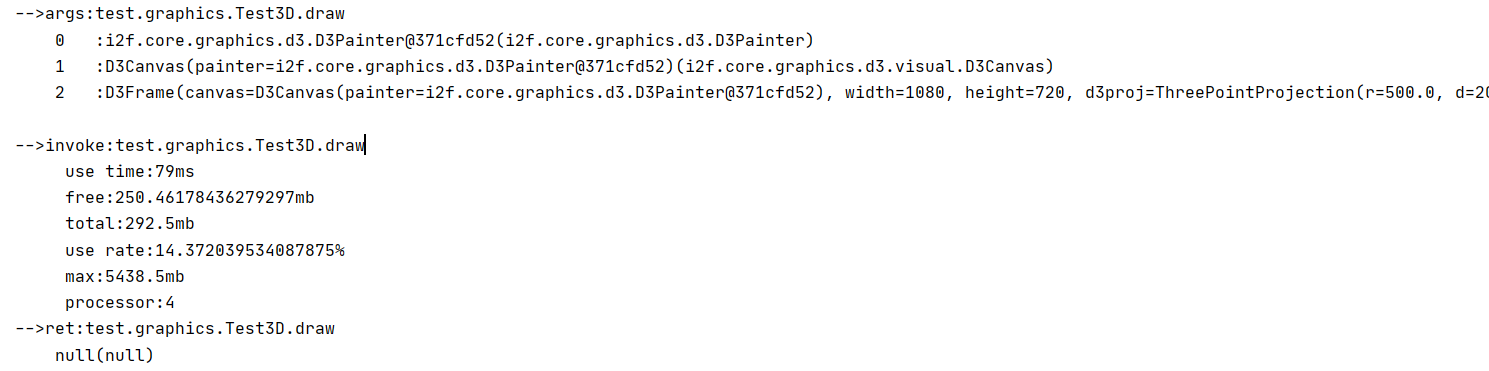 -->args:test.graphics.Test3D.draw
0 :i2f.core.graphics.d3.D3Painter@371cfd52(i2f.core.graphics.d3.D3Painter)
1 :D3Canvas(painter=i2f.core.graphics.d3.D3Painter@371cfd52)(i2f.core.graphics.d3.visual.D3Canvas)
2 :D3Frame(canvas=D3Canvas(painter=i2f.core.graphics.d3.D3Painter@371cfd52), width=1080, height=720, d3proj=ThreePointProjection(r=500.0, d=20
-->invoke:test.graphics.Test3D.draw
use time:79ms
free:250.46178436279297mb
total:292.5mb
use rate:14.372039534087875%
max:5438.5mb
processor:4
-->ret:test.graphics.Test3D.draw
null(null)